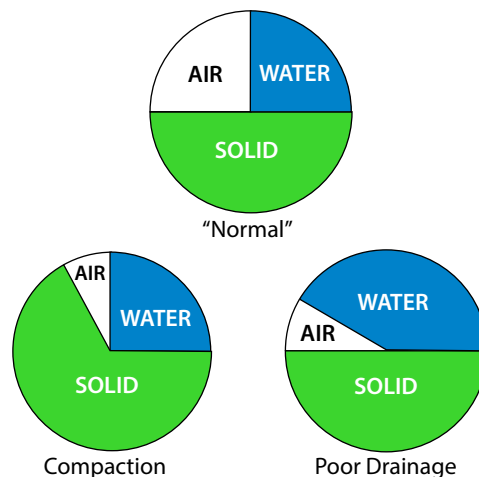 AIR
WATER
SOLID
“Normal”
AIR
WATER
SOLID
Compaction
WATER
AIR
SOLID
Poor Drainage